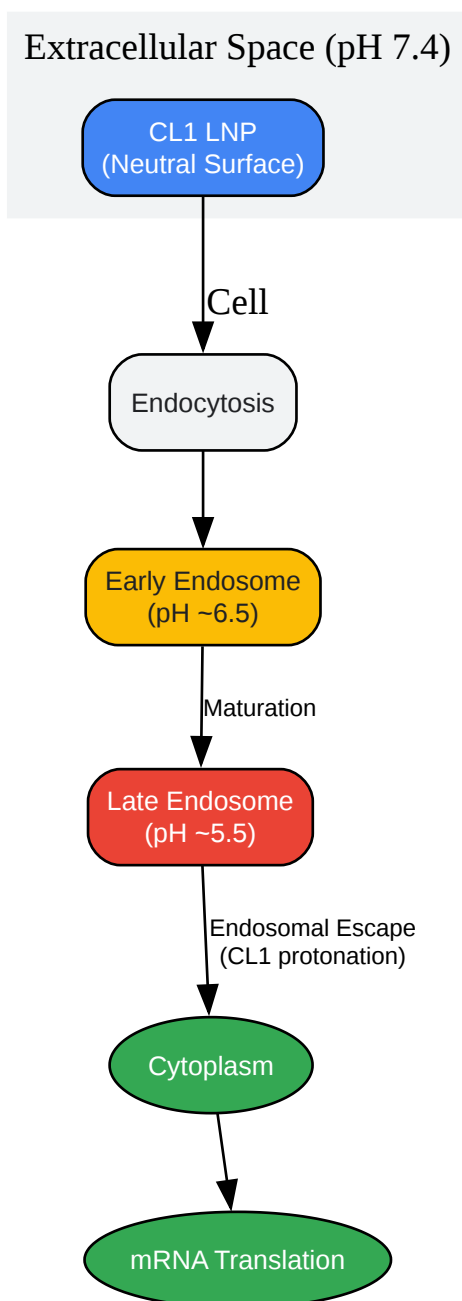 Extracellular Space (pH 7.4)
CL1 LNP
(Neutral Surface)
Cell
Endocytosis
Early Endosome
(pH ~6.5)
Maturation
Late Endosome
(pH ~5.5)
Endosomal Escape
(CL1 protonation)
Cytoplasm
mRNA Translation